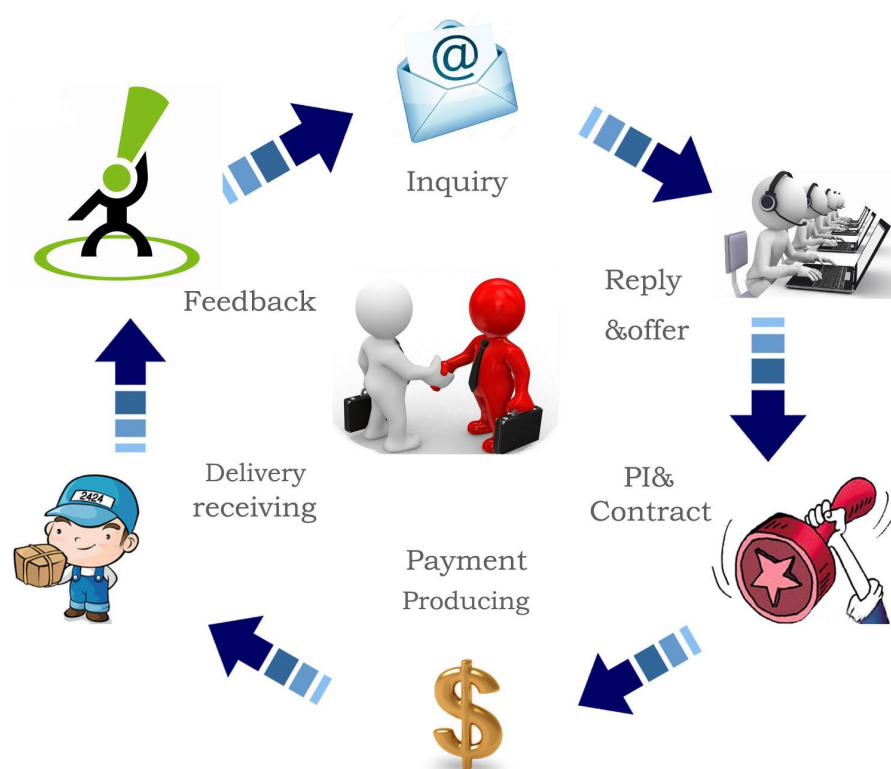 @
Inquiry
Reply
&offer
PI&
Contract
Payment
Producing
$
Delivery
receiving
2424
Feedback